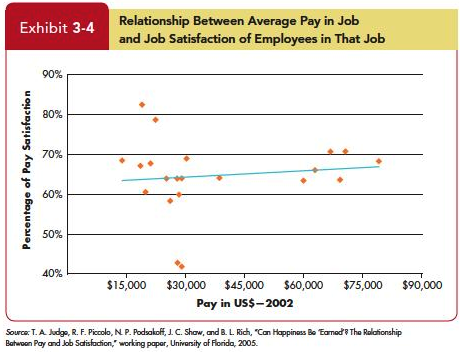 Exhibit 3-4
Relationship Between Average Pay in Job
and Job Satisfaction of Employees in That Job
Percentage of Pay Satisfaction
90%
80%
70%
60%
50%
40%
$15,000 $30,000 $45,000 $60,000 $75,000 $90,000
Pay in US$—2002
Source: T. A. Judge, R. F. Piccolo, N. P. Podsakoff, J. C. Shaw, and B. L. Rich, "Can Happiness Be 'Earned'? The Relationship
Between Pay and Job Satisfaction," working paper, University of Florida, 2005.